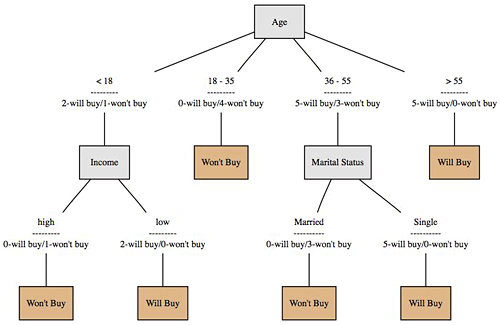 Age
< 18
---------
2-will buy/1-won't buy
18 - 35
---------
0-will buy/4-won't buy
36 - 55
---------
5-will buy/3-won't buy
> 55
---------
5-will buy/0-won't buy
Income
Won't Buy
Marital Status
Will Buy
high
---------
0-will buy/1-won't buy
low
---------
2-will buy/0-won't buy
Married
---------
0-will buy/3-won't buy
Single
---------
5-will buy/0-won't buy
Won't Buy
Will Buy
Won't Buy
Will Buy